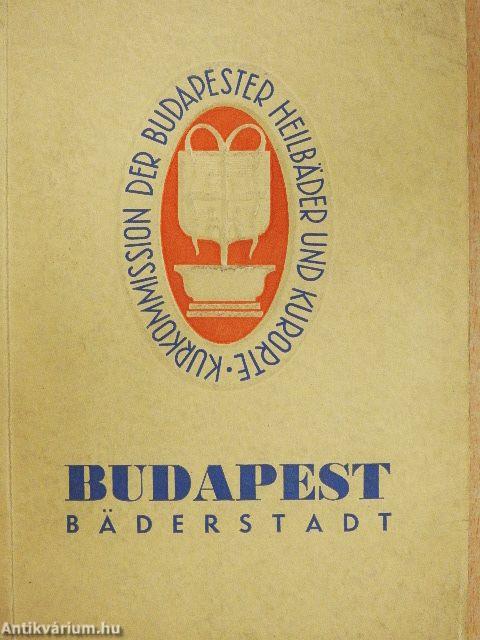 KURKOMMISSION DER BUDAPESTER HEILBÄDER UND KURORTE ·
BUDAPEST
BÄDERSTADT
Antikvárium.hu